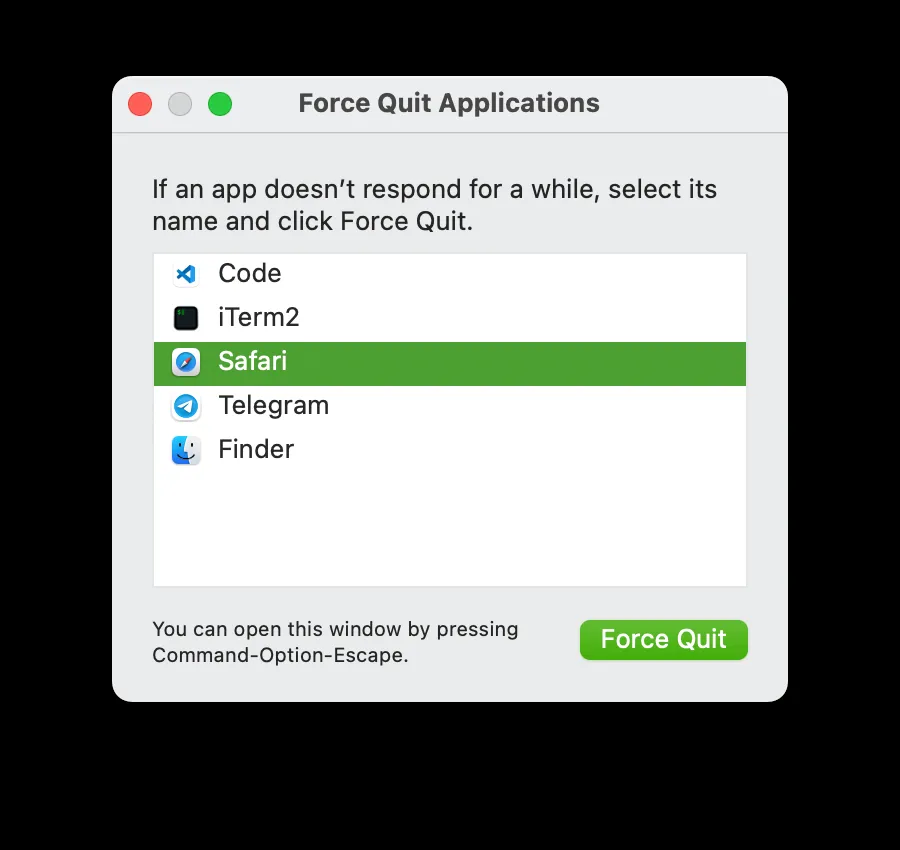 Force Quit Applications
If an app doesn’t respond for a while, select its
name and click Force Quit.
Code
iTerm2
Safari
Telegram
Finder
You can open this window by pressing
Command-Option-Escape.
Force Quit